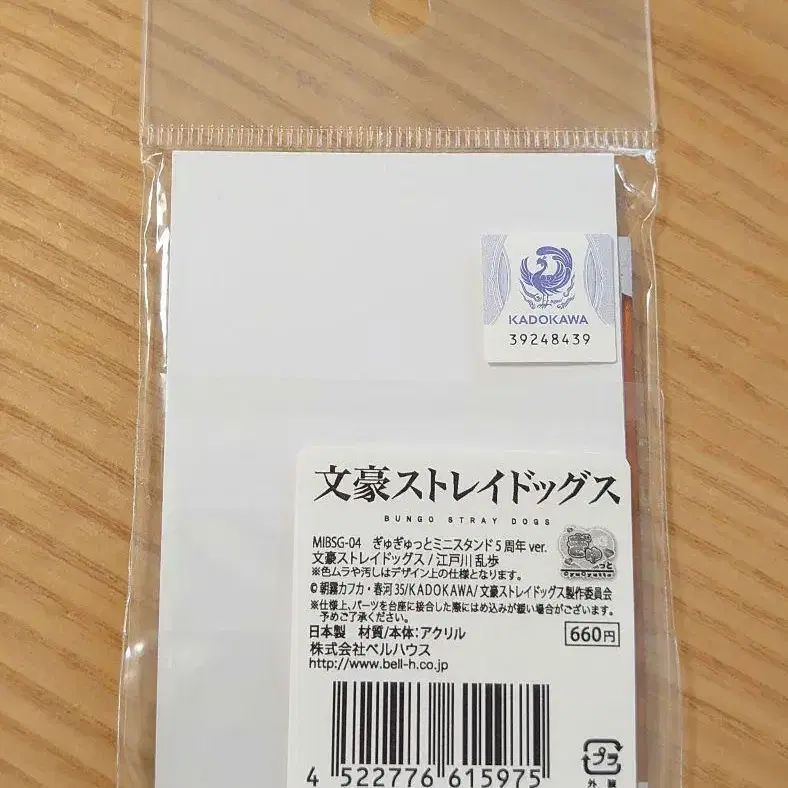 KADOKAWA
39248439
文豪ストレイドッグス
BUNGO STRAY DOGS
MIBSG-04 ぎゅぎゅっとミニスタンド5周年 ver.
文豪ストレイドッグス / 江戸川 乱歩
※色ムラや汚しはデザイン上の仕様となります。
© 朝霧カフカ・春河35/KADOKAWA/ 文豪ストレイドッグス製作委員会
※仕様上、パーツを台座に接合した際にはめ込みが緩い場合がございます。
予めご了承ください。
日本製 材質/本体：アクリル
660円
株式会社ベルハウス
http://www.bell-h.co.jp
4 522776 615975
プラ
外装